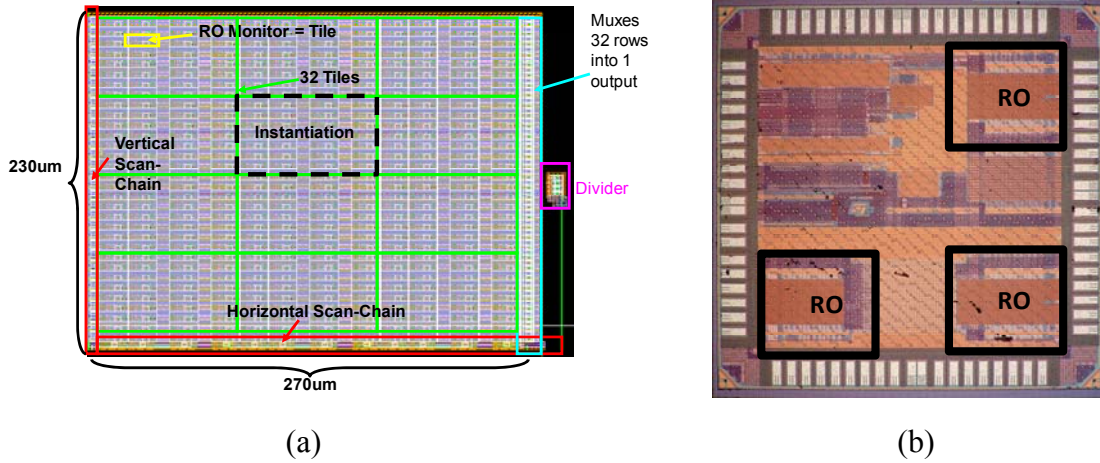 RO Monitor = Tile
32 Tiles
Instantiation
Vertical
Scan-
Chain
230um
Horizontal Scan-Chain
270um
Muxes
32 rows
into 1
output
Divider
(a)
RO
RO
RO
(b)